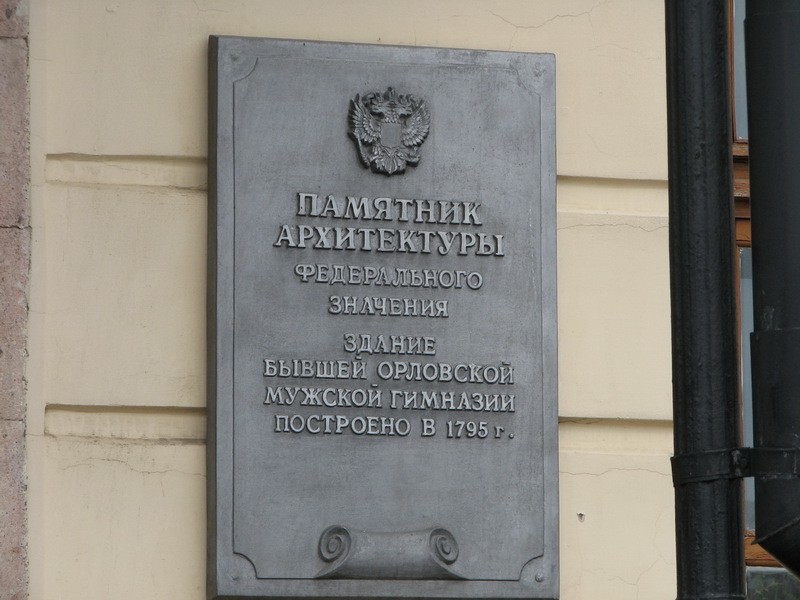 ПАМЯТНИК
АРХИТЕКТУРЫ
ФЕДЕРАЛЬНОГО
ЗНАЧЕНИЯ
ЗДАНИЕ
БЫВШЕЙ ОРЛОВСКОЙ
МУЖСКОЙ ГИМНАЗИИ
ПОСТРОЕНО В 1795 г.